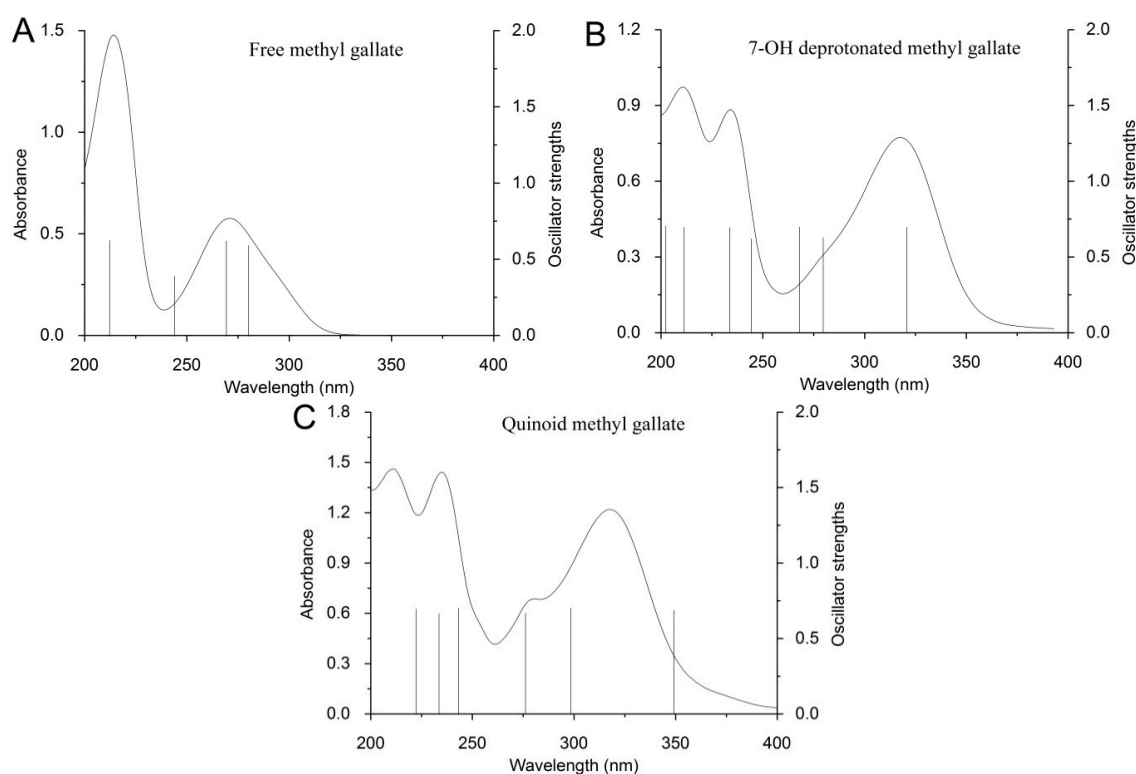 A
Free methyl gallate
1.5
1.0
0.5
0.0
Absorbance
2.0
1.5
1.0
0.5
0.0
Oscillator strengths
200 250 300 350 400
Wavelength (nm)
B
7-OH deprotonated methyl gallate
1.2
0.9
0.6
0.3
0.0
Absorbance
2.0
1.5
1.0
0.5
0.0
Oscillator strengths
200 250 300 350 400
Wavelength (nm)
C
Quinoid methyl gallate
1.8
1.5
1.2
0.9
0.6
0.3
0.0
Absorbance
2.0
1.5
1.0
0.5
0.0
Oscillator strengths
200 250 300 350 400
Wavelength (nm)